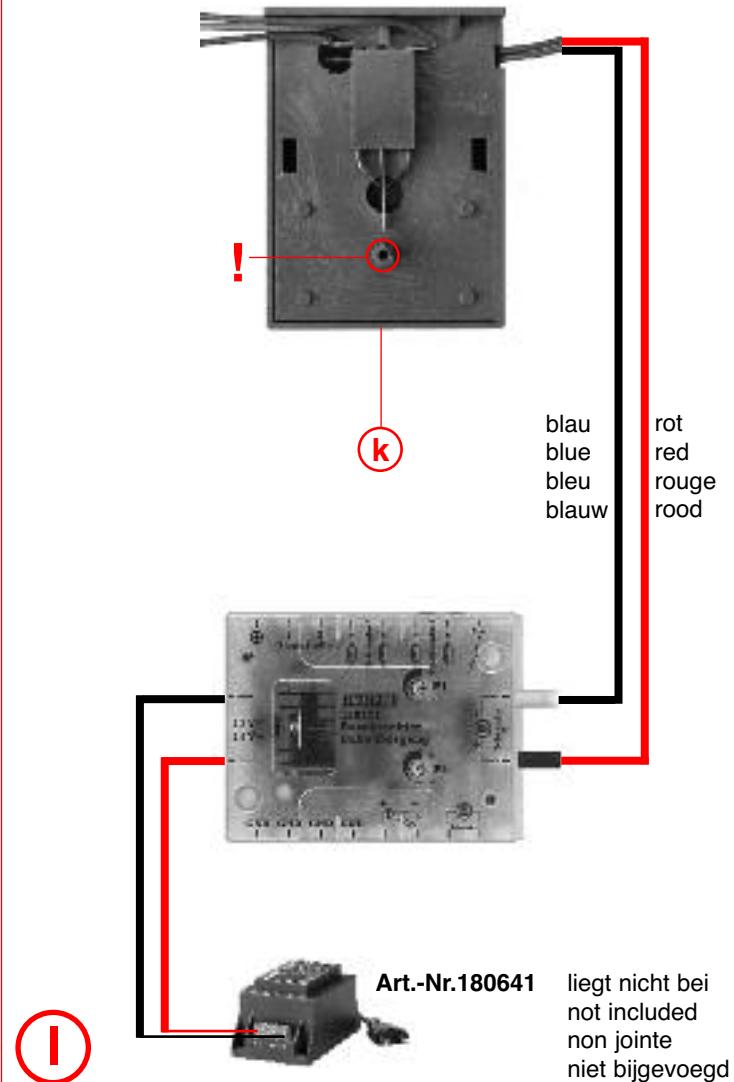 !
k
blau rot
blue red
bleu rouge
blauw rood
Art.-Nr.180641 liegt nicht bei
not included
non jointe
niet bijgevoegd
l